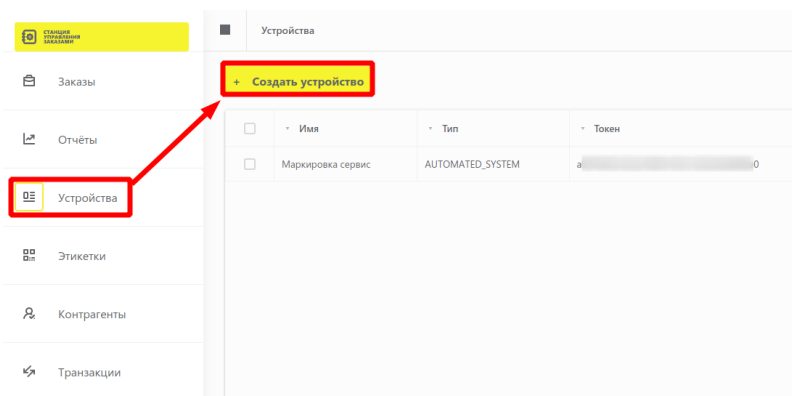 СТАНЦИЯ
УПРАВЛЕНИЯ
ЗАКАЗАМИ
Устройства
Заказы
+ Создать устройство
Имя
Тип
Токен
Отчёты
Маркировка сервис
AUTOMATED_SYSTEM
Устройства
Этикетки
Контрагенты
Транзакции